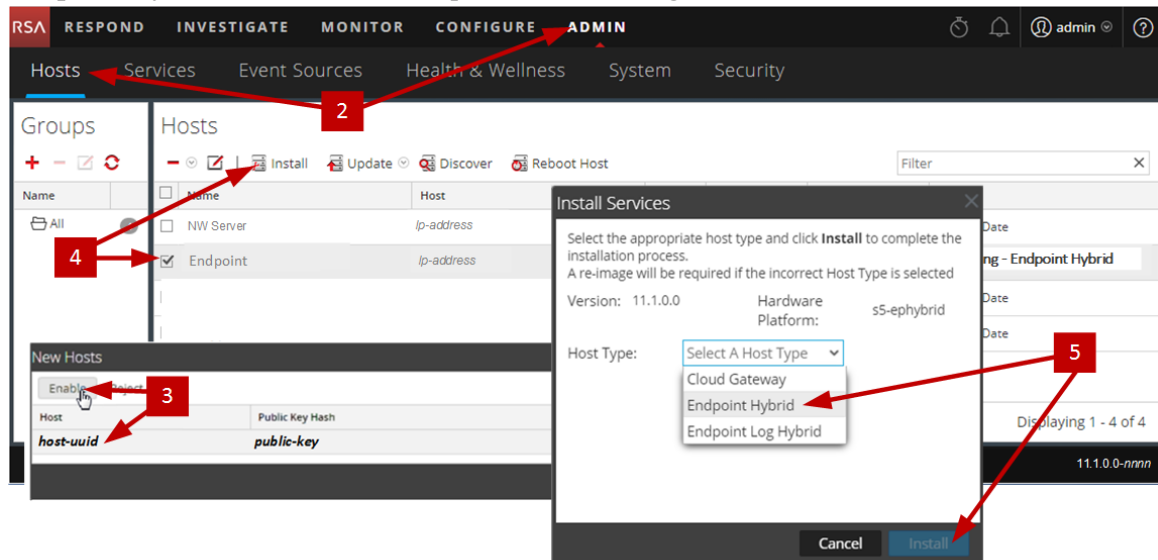 RSA RESPOND INVESTIGATE MONITOR CONFIGURE ADMIN admin ?
Hosts Services Event Sources Health & Wellness System Security
2
Groups
Hosts
Install Update Discover Reboot Host Filter
Name
Name Host
All
NW Server Ip-address Date
4
Endpoint Ip-address ng - Endpoint Hybrid
Date
Date
New Hosts
Enable Reject
3
Host Public Key Hash
host-uuid public-key
Install Services
Select the appropriate host type and click Install to complete the
installation process.
A re-image will be required if the incorrect Host Type is selected
Version: 11.1.0.0 Hardware
Platform: s5-ephybrid
Host Type: Select A Host Type
Cloud Gateway
Endpoint Hybrid
Endpoint Log Hybrid
5
Cancel Install
Displaying 1 - 4 of 4
11.1.0.0-nnnn